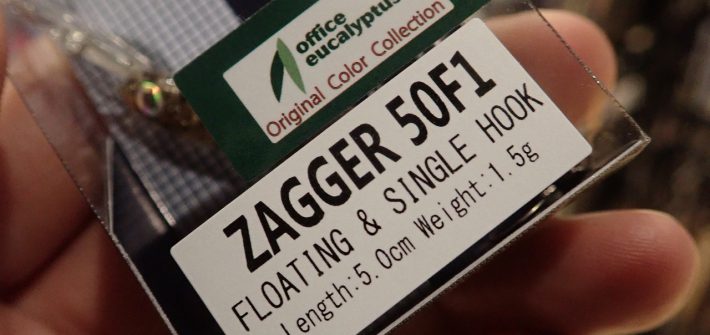 office
eucalyptus
Original Color Collection
ZAGGER 50F1
FLOATING & SINGLE HOOK
Length:5.0cm Weight:1.5g